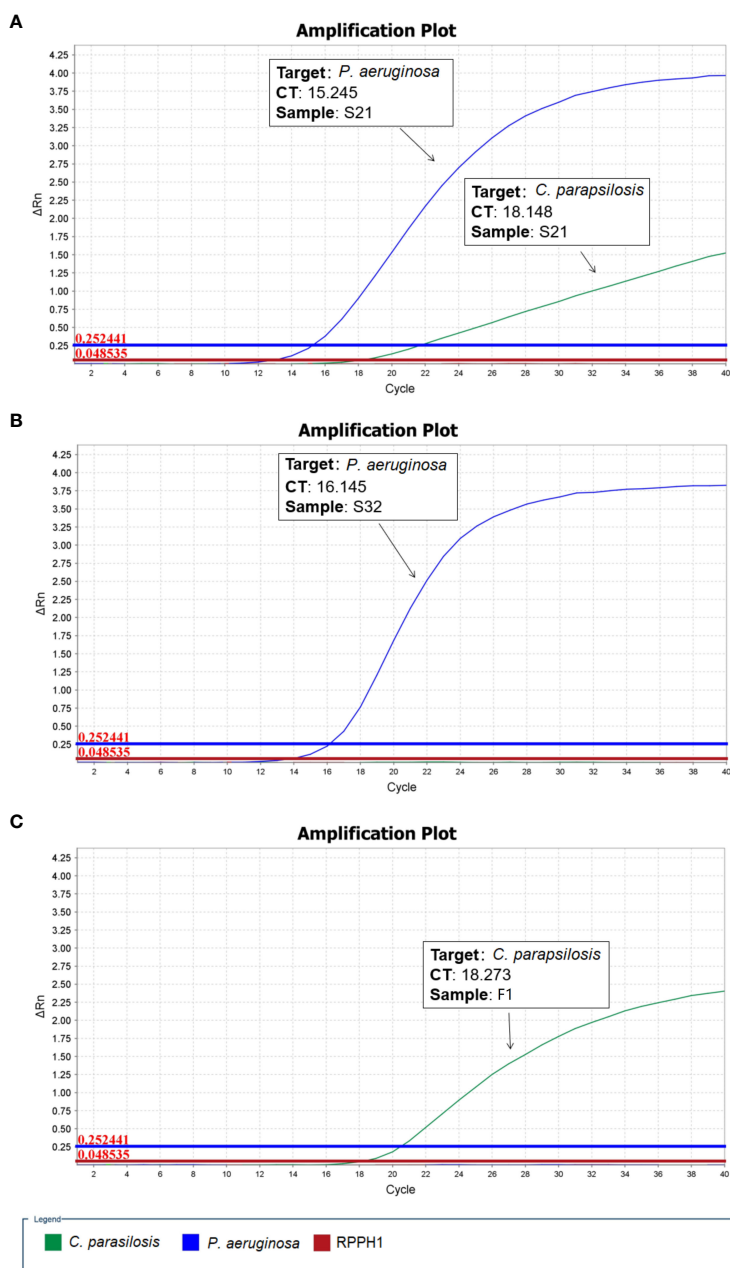 A
Amplification Plot
Target: P. aeruginosa
CT: 15.245
Sample: S21
Target: C. parapsilosis
CT: 18.148
Sample: S21
ΔRn
4.25
4.00
3.75
3.50
3.25
3.00
2.75
2.50
2.25
2.00
1.75
1.50
1.25
1.00
0.75
0.50
0.25
0.252441
0.048535
2 4 6 8 10 12 14 16 18 20 22 24 26 28 30 32 34 36 38 40
Cycle
B
Amplification Plot
Target: P. aeruginosa
CT: 16.145
Sample: S32
ΔRn
4.25
4.00
3.75
3.50
3.25
3.00
2.75
2.50
2.25
2.00
1.75
1.50
1.25
1.00
0.75
0.50
0.25
0.252441
0.048535
2 4 6 8 10 12 14 16 18 20 22 24 26 28 30 32 34 36 38 40
Cycle
C
Amplification Plot
Target: C. parapsilosis
CT: 18.273
Sample: F1
ΔRn
4.25
4.00
3.75
3.50
3.25
3.00
2.75
2.50
2.25
2.00
1.75
1.50
1.25
1.00
0.75
0.50
0.25
0.252441
0.048535
2 4 6 8 10 12 14 16 18 20 22 24 26 28 30 32 34 36 38 40
Cycle
Legend
C. parasilosis P. aeruginosa RPPH1